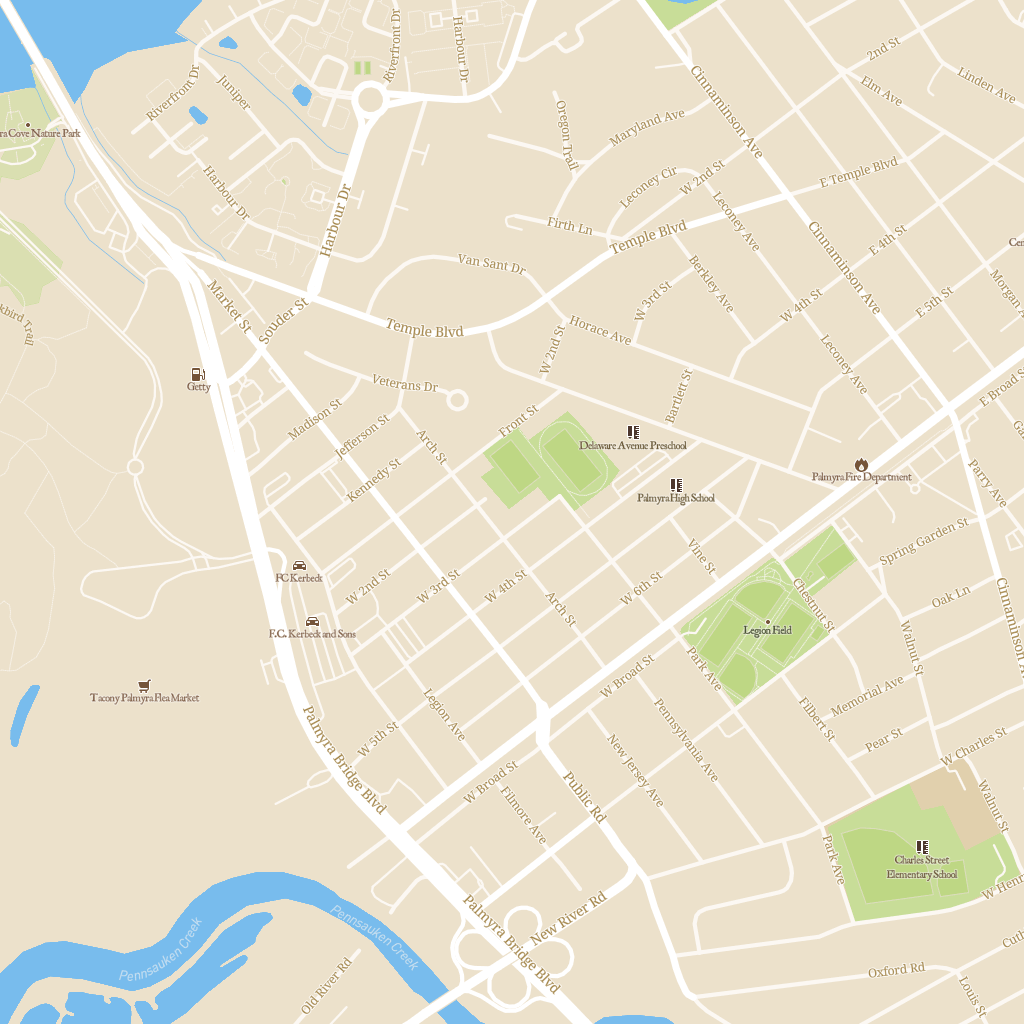 Riverfront Dr
Harbour Dr
2nd St
Linden Ave
Elm Ave
Cinnaminson Ave
Riverfront Dr
Juniper
Oregon Trail
Maryland Ave
ra Cove Nature Park
W 2nd St
E Temple Blvd
Leconey Cir
Harbour Dr
Harbour Dr
Leconey Ave
Firth Ln
Temple Blvd
Cinnaminson Ave
E 4th St
Van Sant Dr
Berkley Ave
Morgan A
W 3rd St
W 4th St
E 5th St
Market St
Souder St
kbird Trail
Temple Blvd
Horace Ave
W 2nd St
Leconey Ave
Getty
Veterans Dr
Bartlett St
E Broad S
Madison St
Jefferson St
Front St
Arch St
Delaware Avenue Preschool
Kennedy St
Palmyra High School
Palmyra Fire Department
Parry Ave
Spring Garden St
Vine St
FC Kerbeck
W 2nd St
W 3rd St
W 4th St
Arch St
W 6th St
Chestnut St
Oak Ln
Cinnaminson A
F.C. Kerbeck and Sons
Legion Field
Walnut St
Park Ave
W Broad St
Tacony Palmyra Flea Market
Legion Ave
Pennsylvania Ave
Memorial Ave
Filbert St
Palmyra Bridge Blvd
W 5th St
Pear St
W Charles St
New Jersey Ave
W Broad St
Public Rd
Filmore Ave
Walnut St
Park Ave
Charles Street
Elementary School
W Henr
Palmyra Bridge Blvd
New River Rd
Pennsauken Creek
Pennsauken Creek
Old River Rd
Oxford Rd
Louis St